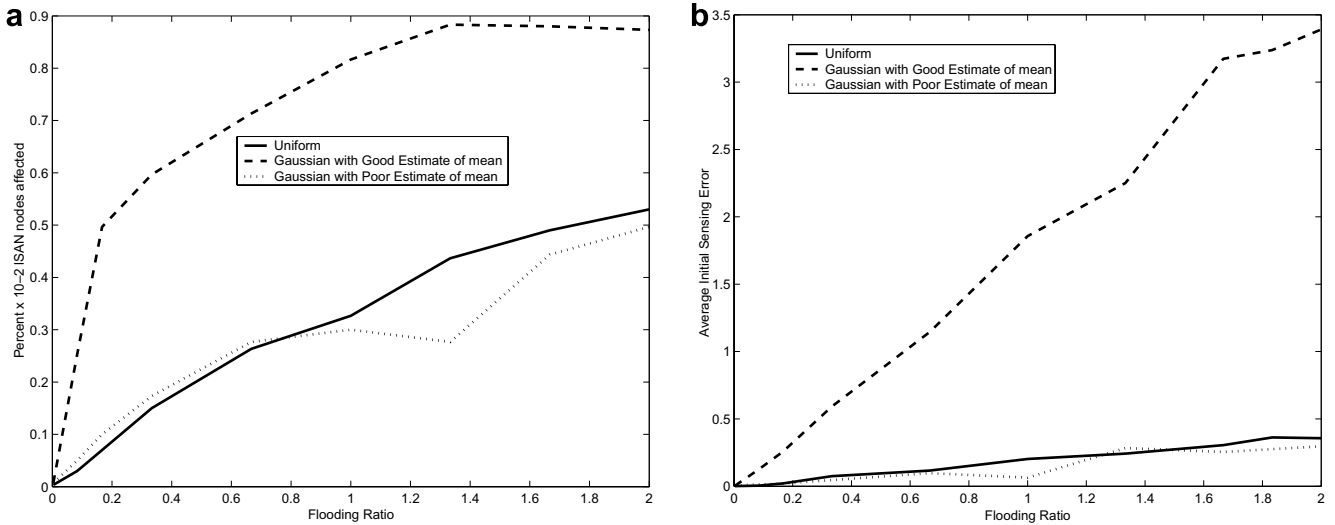 a
0.9
0.8
0.7
0.6
0.5
0.4
0.3
0.2
0.1
0
Percent x 10–2 ISAN nodes affected
Uniform
Gaussian with Good Estimate of mean
Gaussian with Poor Estimate of mean
0 0.2 0.4 0.6 0.8 1 1.2 1.4 1.6 1.8 2
Flooding Ratio
b
3.5
3
2.5
2
1.5
1
0.5
0
Average Initial Sensing Error
Uniform
Gaussian with Good Estimate of mean
Gaussian with Poor Estimate of mean
0 0.2 0.4 0.6 0.8 1 1.2 1.4 1.6 1.8 2
Flooding Ratio